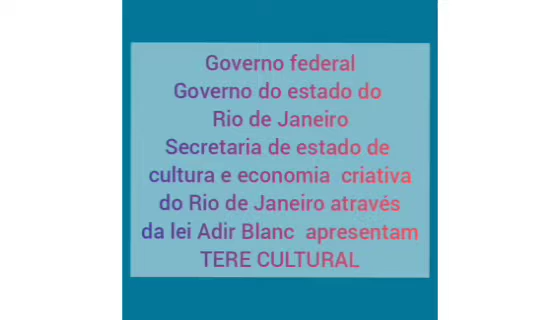 Governo federal
Governo do estado do
Rio de Janeiro
Secretaria de estado de
cultura e economia criativa
do Rio de Janeiro através
da lei Adir Blanc apresentam
TERE CULTURAL